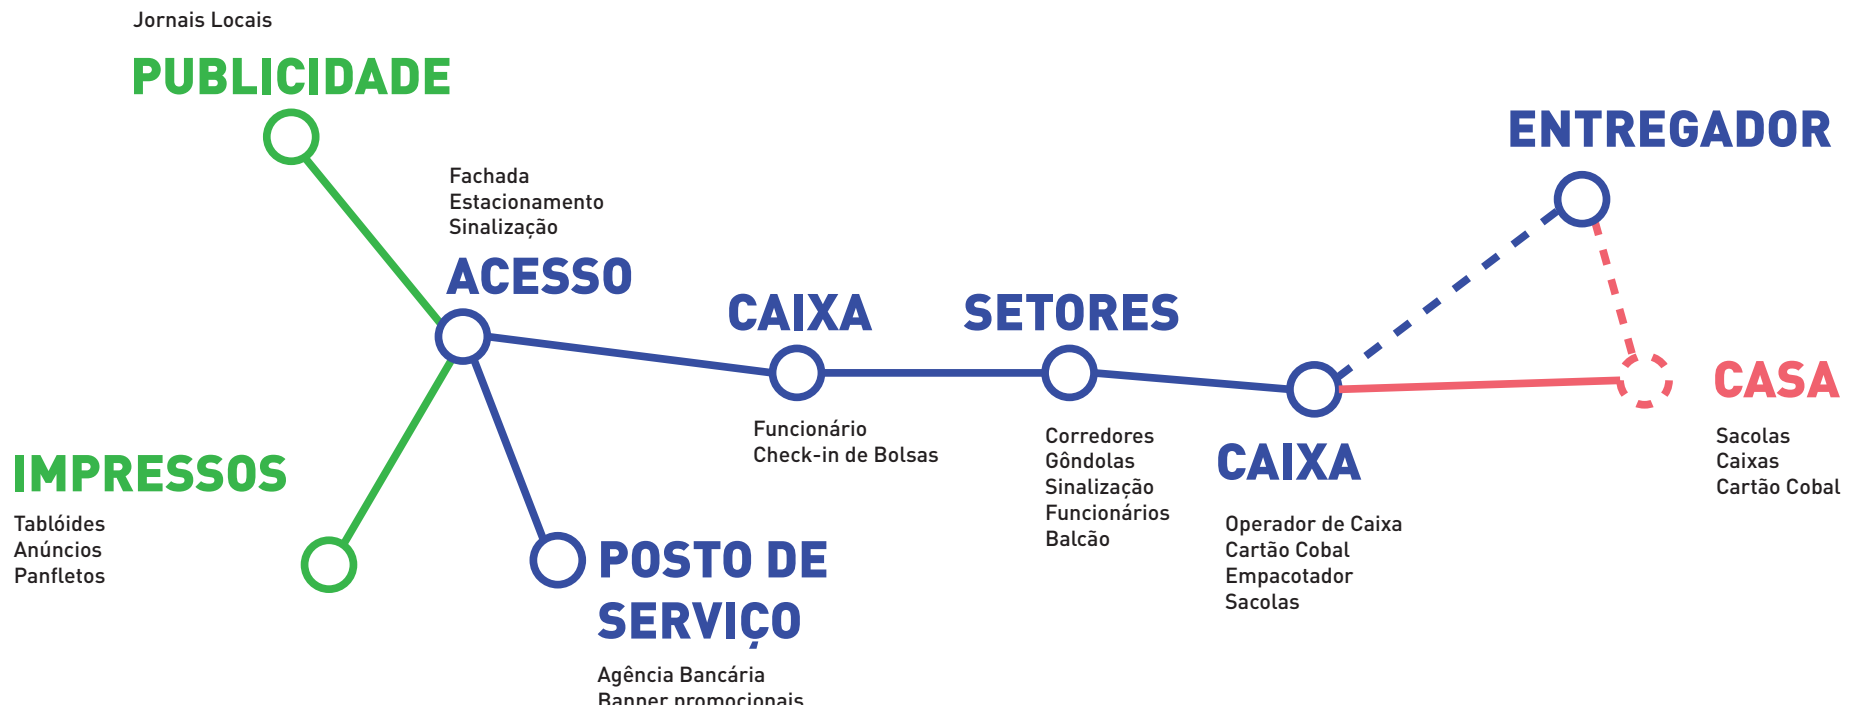 Jornais Locais
PUBLICIDADE
Fachada
Estacionamento
Sinalização
ACESSO
IMPRESSOS
Tablóides
Anúncios
Panfletos
POSTO DE
SERVIÇO
Agência Bancária
Banner promocionais
CAIXA
Funcionário
Check-in de Bolsas
SETORES
Corredores
Gôndolas
Sinalização
Funcionários
Balcão
CAIXA
Operador de Caixa
Cartão Cobal
Empacotador
Sacolas
ENTREGADOR
CASA
Sacolas
Caixas
Cartão Cobal